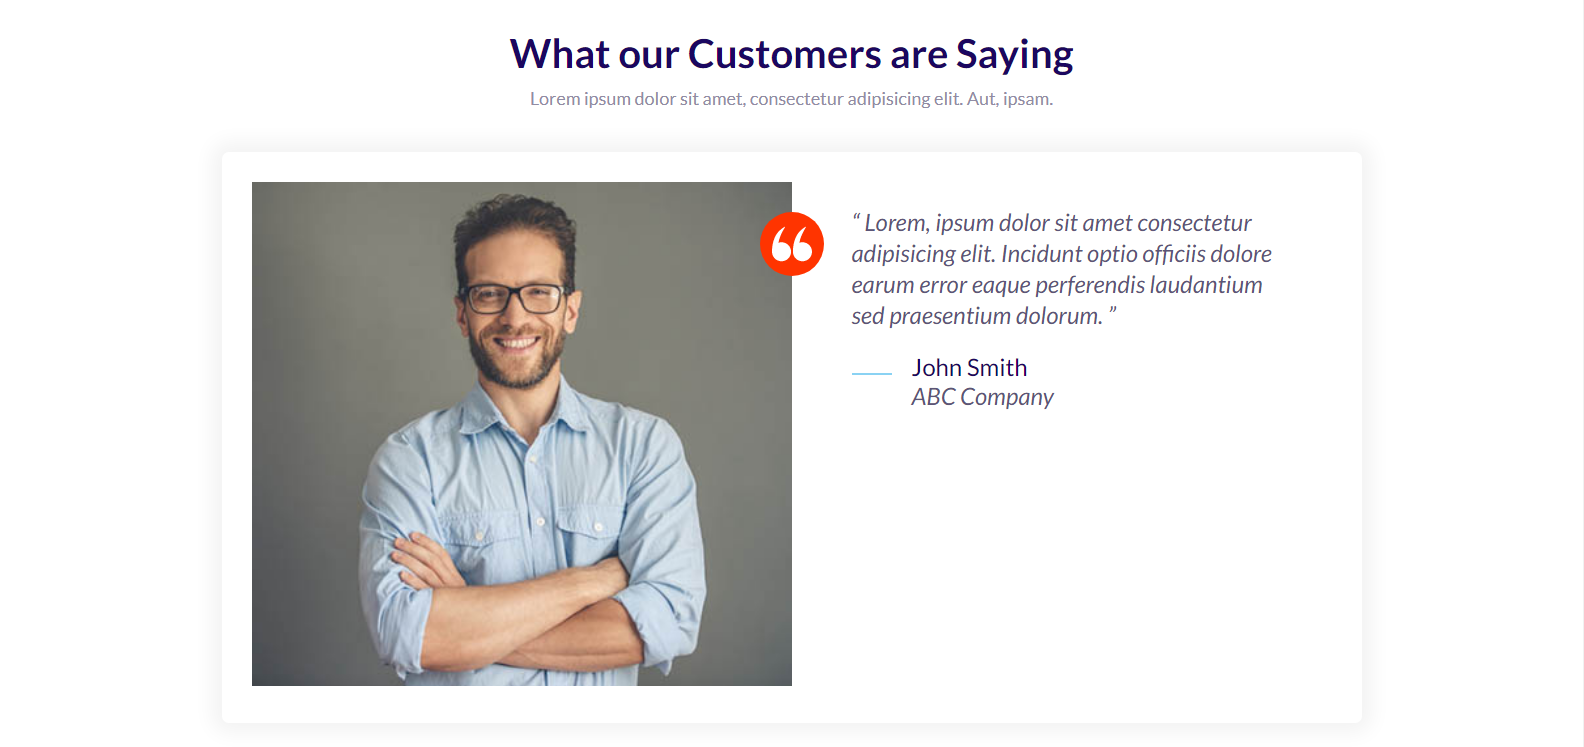 What our Customers are Saying
Lorem ipsum dolor sit amet, consectetur adipisicing elit. Aut, ipsam.
“ Lorem, ipsum dolor sit amet consectetur
adipisicing elit. Incidunt optio officiis dolore
earum error eaque perferendis laudantium
sed praesentium dolorum. ”
John Smith
ABC Company